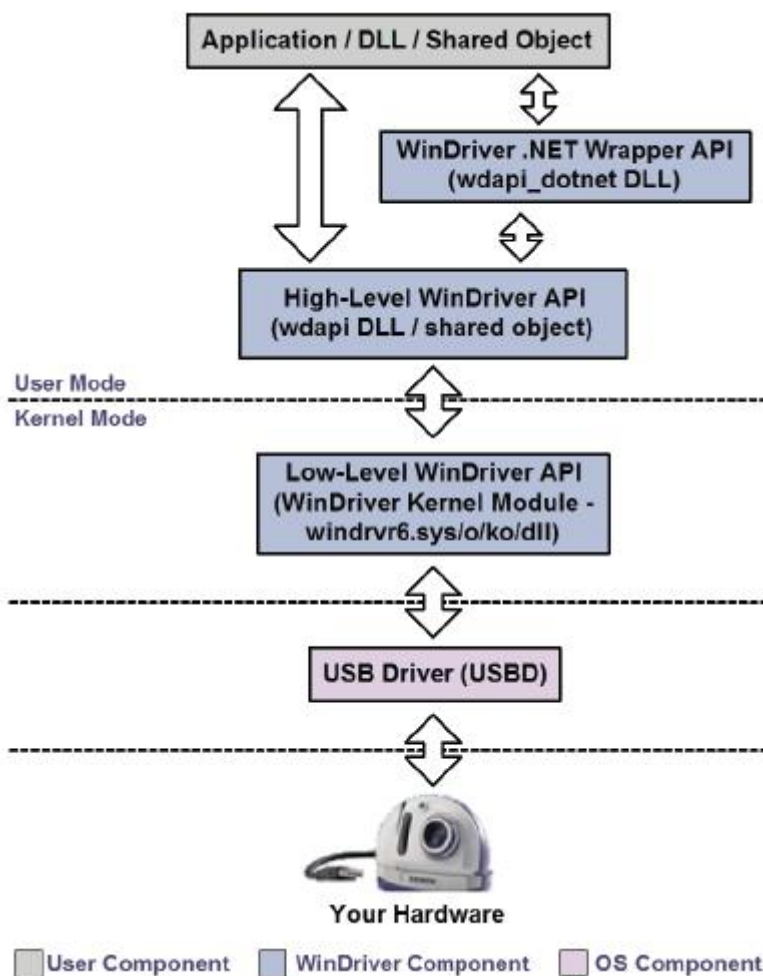 Application / DLL / Shared Object
WinDriver .NET Wrapper API
(wdapi_dotnet DLL)
High-Level WinDriver API
(wdapi DLL / shared object)
User Mode
Kernel Mode
Low-Level WinDriver API
(WinDriver Kernel Module -
windrvr6.sys/o/ko/dll)
USB Driver (USBD)
Your Hardware
User Component
WinDriver Component
OS Component